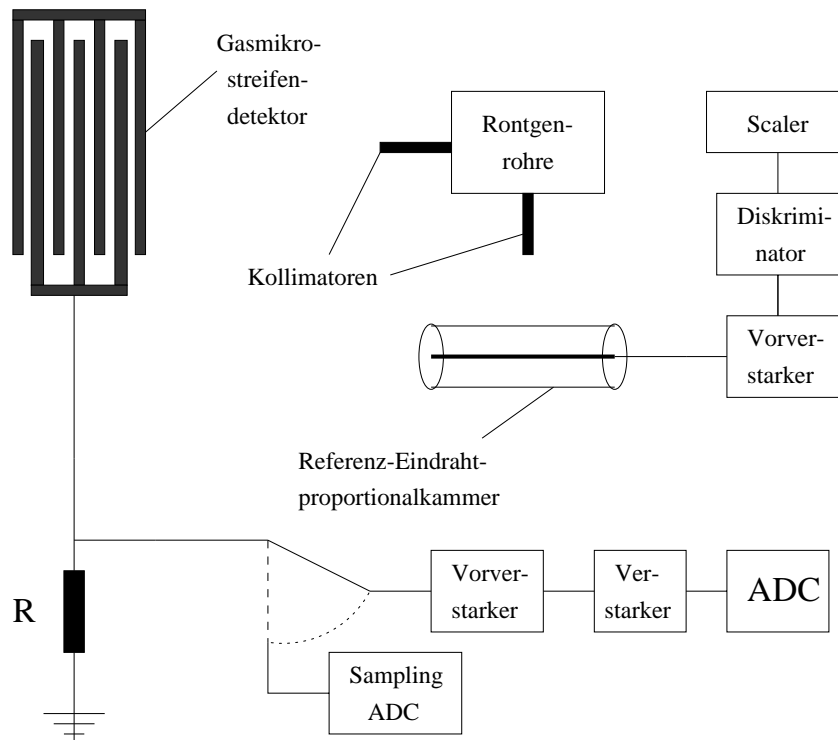 Gasmikro-
streifen-
detektor
Rontgen-
rohre
Scaler
Diskrimi-
nator
Kollimatoren
Vorver-
starker
Referenz-Eindraht-
proportionalkammer
R
Vorver-
starker
Ver-
starker
ADC
Sampling
ADC